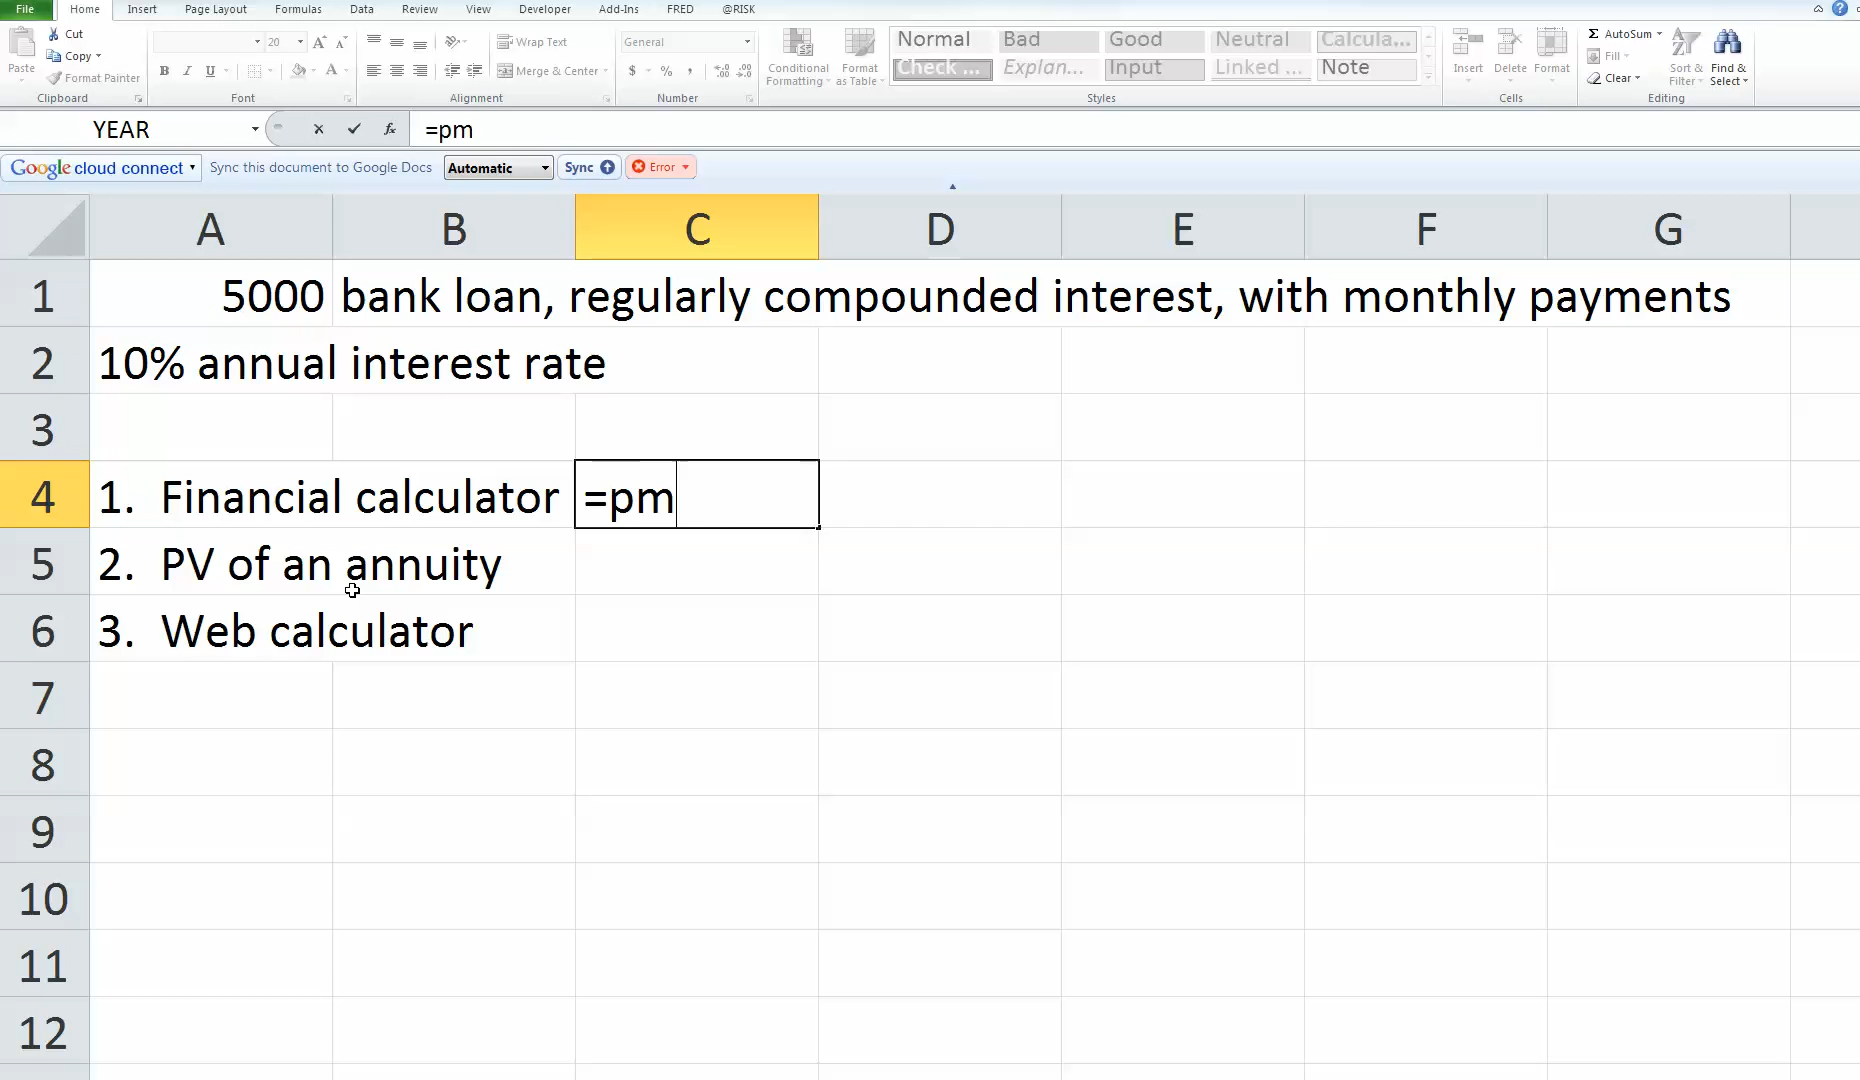 File Home Insert Page Layout Formulas Data Review View Developer Add-Ins FRED @RISK
Paste
Cut
Copy
Format Painter
Clipboard
20 A A
B I U A
Font
Wrap Text
Merge & Center
Alignment
General
$ % , .00
Number
Conditional Formatting
Format as Table
Normal Bad Good Neutral Calcula...
Check ... Explan... Input Linked ... Note
Styles
Insert Delete Format
Cells
Σ AutoSum
Fill
Clear
Sort & Filter
Find & Select
Editing
YEAR fx =pm
Google cloud connect Sync this document to Google Docs Automatic Sync Error
A B C D E F G
1 5000 bank loan, regularly compounded interest, with monthly payments
2 10% annual interest rate
3
4 1. Financial calculator =pm
5 2. PV of an annuity
6 3. Web calculator
7
8
9
10
11
12